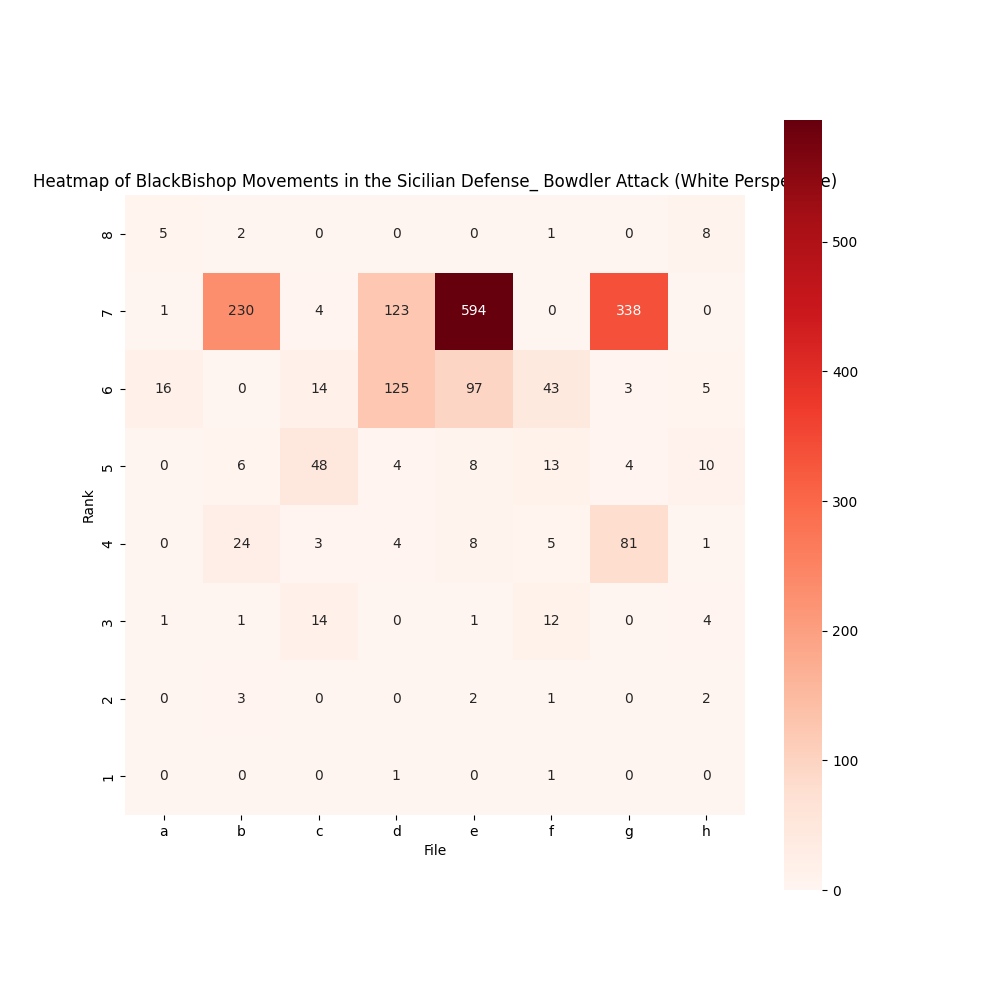 Heatmap of BlackBishop Movements in the Sicilian Defense_ Bowdler Attack (White Perspe e)
8 5 2 0 0 0 1 0 8
500
7 1 230 4 123 594 0 338 0
400
6 16 0 14 125 97 43 3 5
5 0 6 48 4 8 13 4 10
300
Rank
4 0 24 3 4 8 5 81 1
200
3 1 1 14 0 1 12 0 4
2 0 3 0 0 2 1 0 2
100
1 0 0 0 1 0 1 0 0
a b c d e f g h
File
0